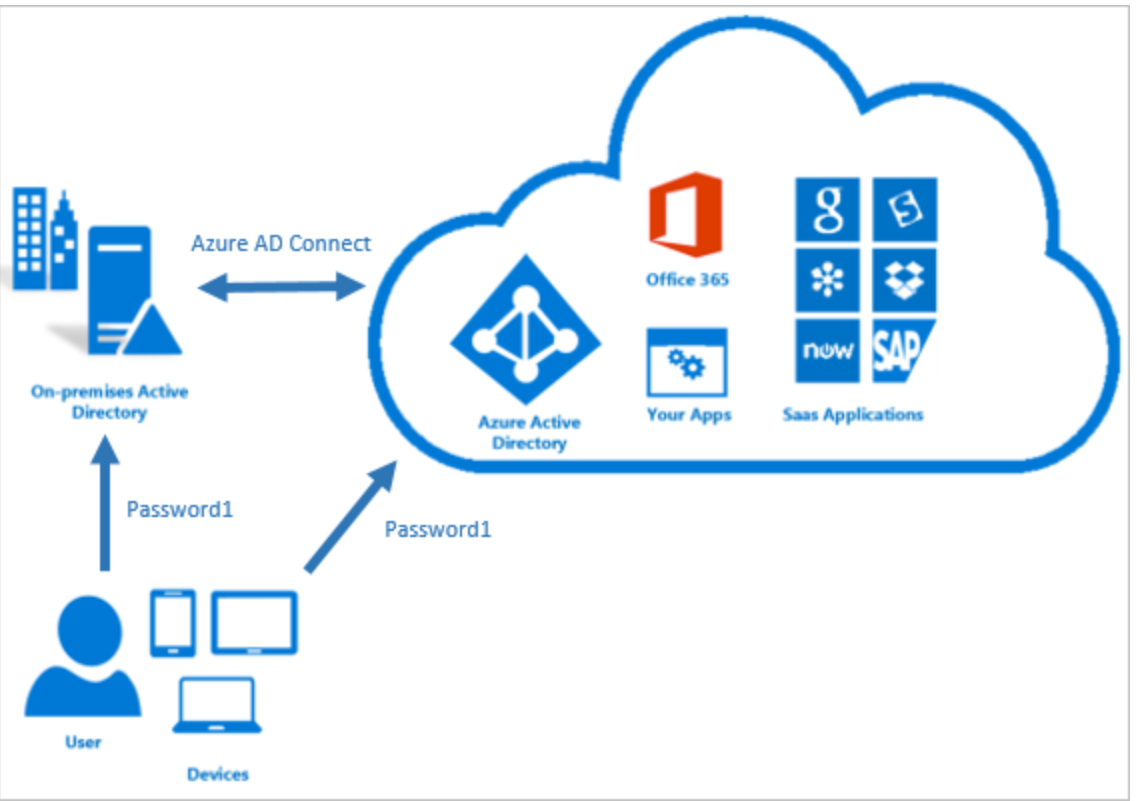 Azure AD Connect
On-premises Active
Directory
Office 365
Azure Active
Directory
Your Apps
g
S
now
SAP
Saas Applications
Password1
Password1
User
Devices